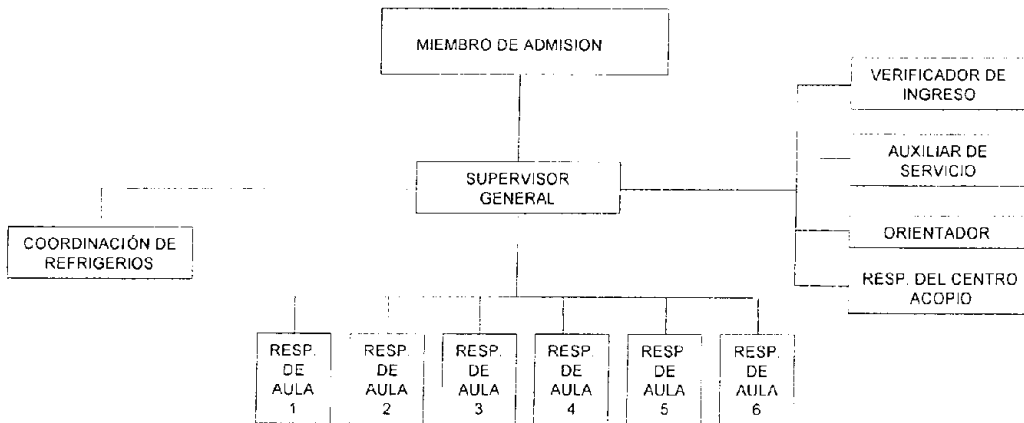 MIEMBRO DE ADMISION
VERIFICADOR DE
INGRESO
AUXILIAR DE
SERVICIO
SUPERVISOR
GENERAL
ORIENTADOR
COORDINACIÓN DE
REFRIGERIOS
RESP. DEL CENTRO
ACOPIO
RESP.
DE
AULA
1
RESP.
DE
AULA
2
RESP.
DE
AULA
3
RESP.
DE
AULA
4
RESP
DE
AULA
5
RESP.
DE
AULA
6